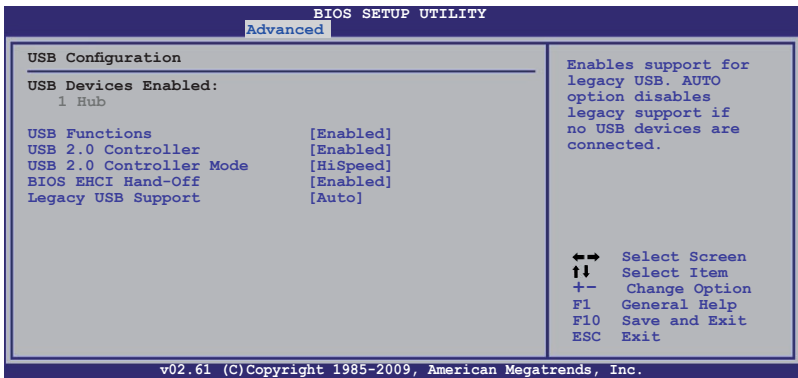 BIOS SETUP UTILITY
Advanced
USB Configuration
USB Devices Enabled:
1 Hub
USB Functions [Enabled]
USB 2.0 Controller [Enabled]
USB 2.0 Controller Mode [HiSpeed]
BIOS EHCI Hand-Off [Enabled]
Legacy USB Support [Auto]
Enables support for
legacy USB. AUTO
option disables
legacy support if
no USB devices are
connected.
←→ Select Screen
↑↓ Select Item
+- Change Option
F1 General Help
F10 Save and Exit
ESC Exit
v02.61 (C)Copyright 1985-2009, American Megatrends, Inc.